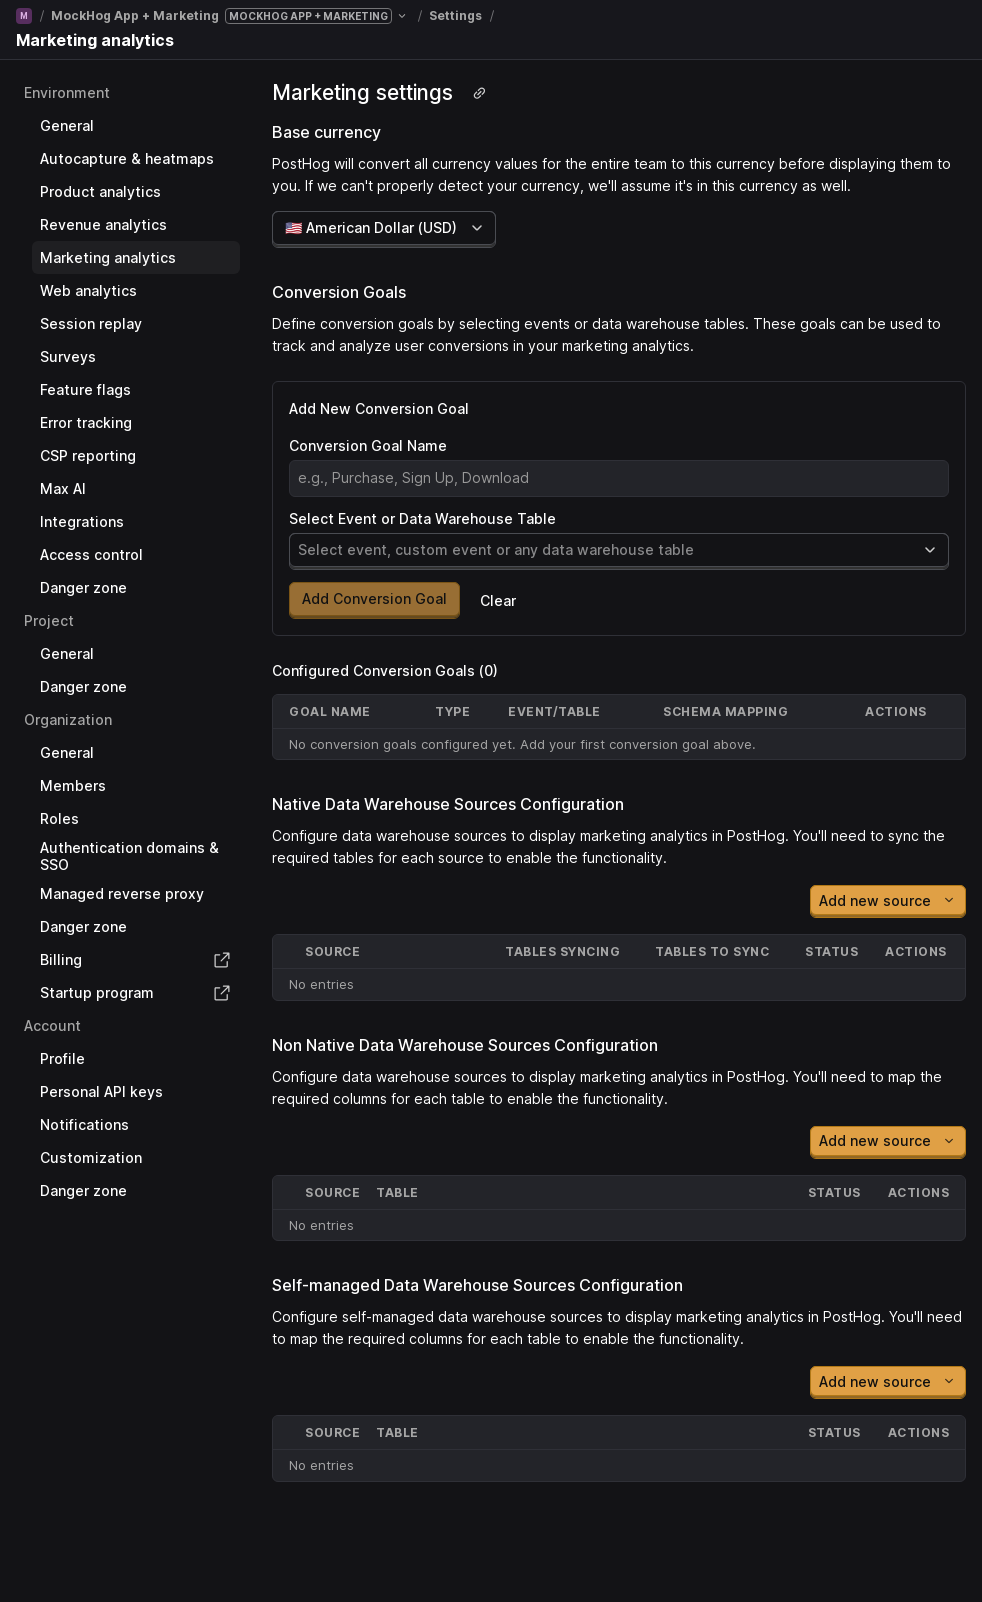 M / MockHog App + Marketing MOCKHOG APP + MARKETING / Settings /
Marketing analytics
Environment
General
Autocapture & heatmaps
Product analytics
Revenue analytics
Marketing analytics
Web analytics
Session replay
Surveys
Feature flags
Error tracking
CSP reporting
Max AI
Integrations
Access control
Danger zone
Project
General
Danger zone
Organization
General
Members
Roles
Authentication domains &
SSO
Managed reverse proxy
Danger zone
Billing
Startup program
Account
Profile
Personal API keys
Notifications
Customization
Danger zone
Marketing settings
Base currency
PostHog will convert all currency values for the entire team to this currency before displaying them to
you. If we can't properly detect your currency, we'll assume it's in this currency as well.
🇺🇸 American Dollar (USD)
Conversion Goals
Define conversion goals by selecting events or data warehouse tables. These goals can be used to
track and analyze user conversions in your marketing analytics.
Add New Conversion Goal
Conversion Goal Name
e.g., Purchase, Sign Up, Download
Select Event or Data Warehouse Table
Select event, custom event or any data warehouse table
Add Conversion Goal Clear
Configured Conversion Goals (0)
GOAL NAME TYPE EVENT/TABLE SCHEMA MAPPING ACTIONS
No conversion goals configured yet. Add your first conversion goal above.
Native Data Warehouse Sources Configuration
Configure data warehouse sources to display marketing analytics in PostHog. You'll need to sync the
required tables for each source to enable the functionality.
Add new source
SOURCE TABLES SYNCING TABLES TO SYNC STATUS ACTIONS
No entries
Non Native Data Warehouse Sources Configuration
Configure data warehouse sources to display marketing analytics in PostHog. You'll need to map the
required columns for each table to enable the functionality.
Add new source
SOURCE TABLE STATUS ACTIONS
No entries
Self-managed Data Warehouse Sources Configuration
Configure self-managed data warehouse sources to display marketing analytics in PostHog. You'll need
to map the required columns for each table to enable the functionality.
Add new source
SOURCE TABLE STATUS ACTIONS
No entries